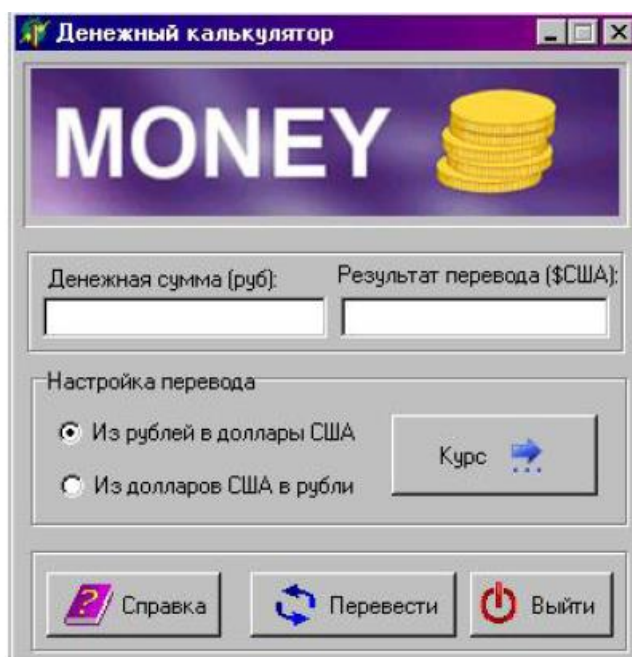 Денежный калькулятор
MONEY
Денежная сумма (руб): Результат перевода ($США):
Настройка перевода
Из рублей в доллары США
Курс
Из долларов США в рубли
Справка Перевести Выйти